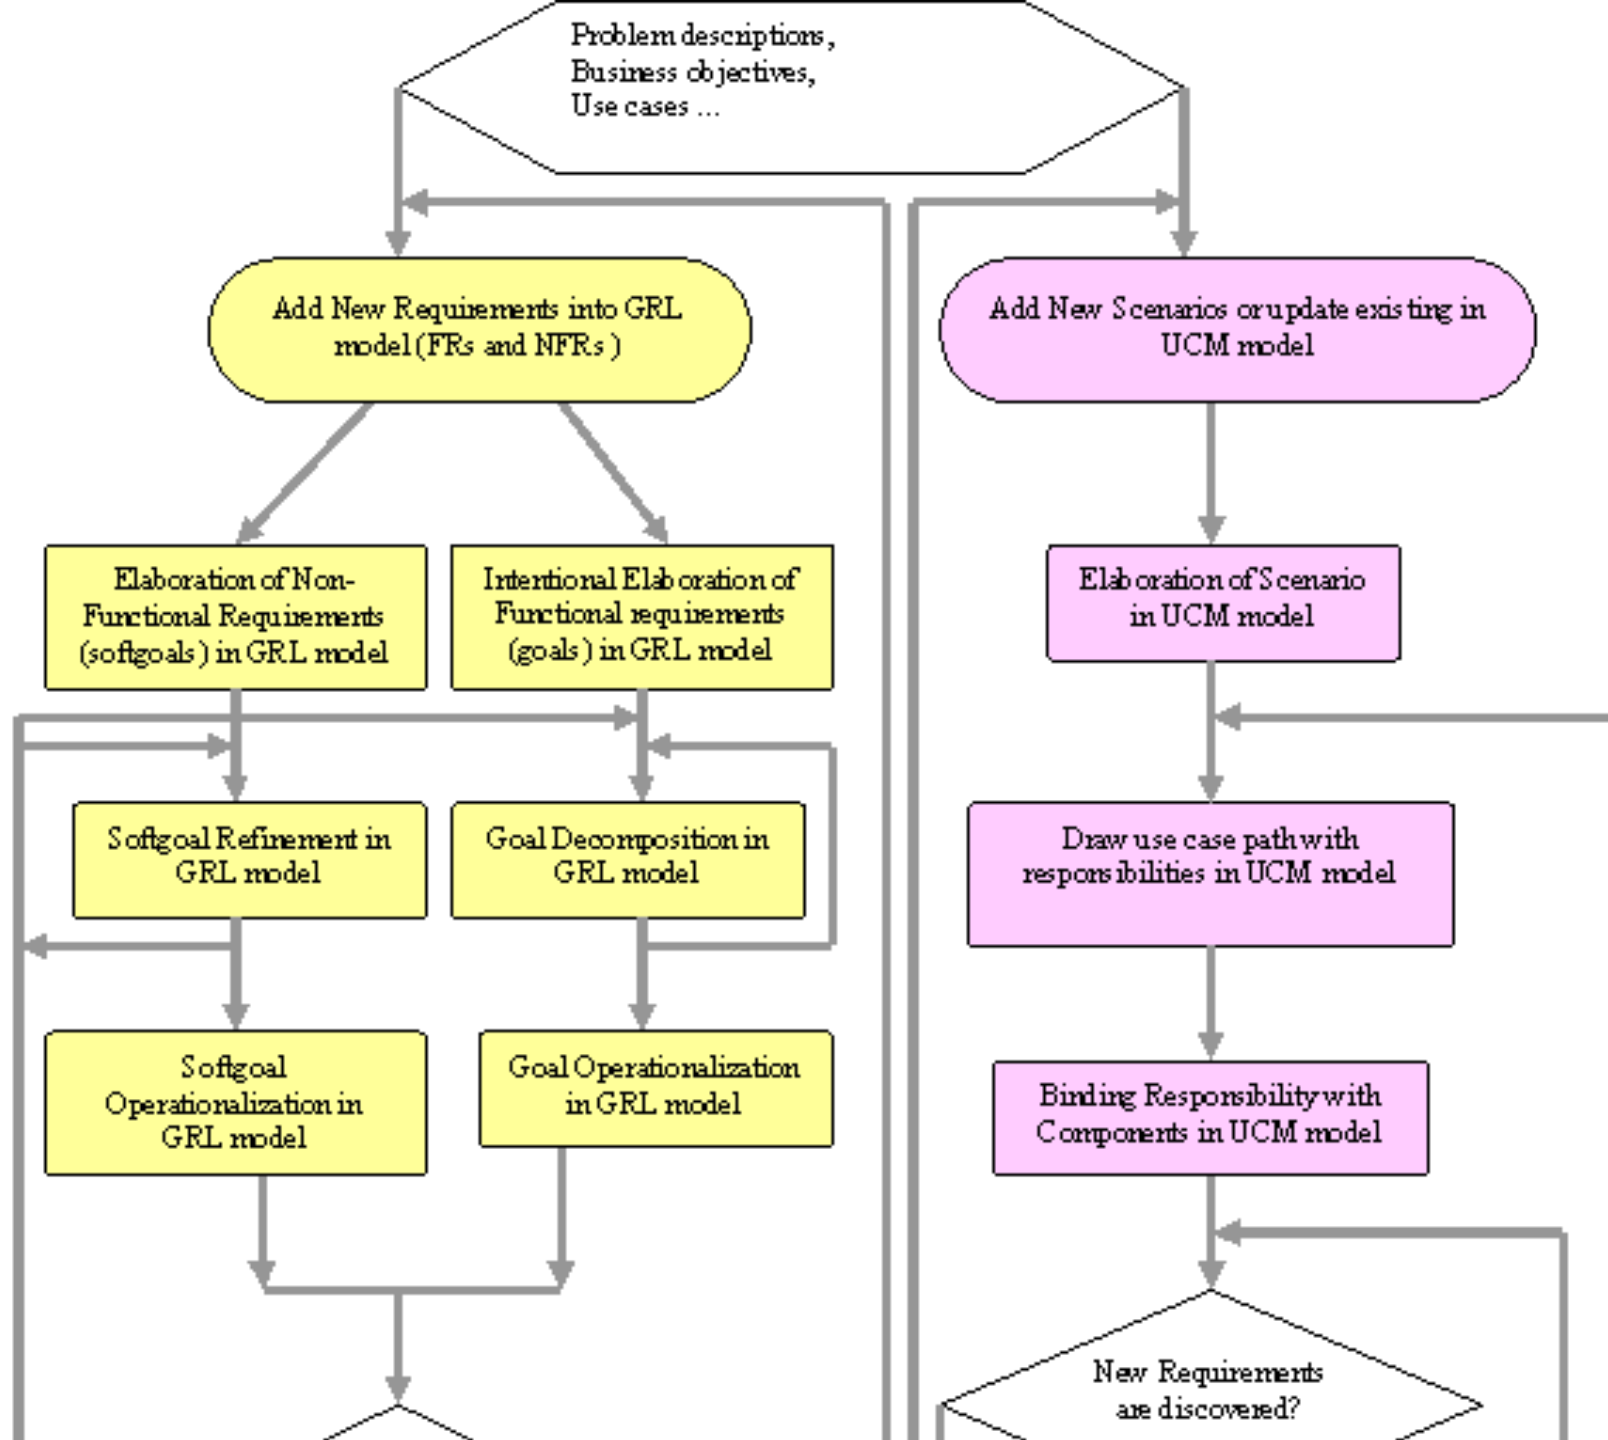 Problem descriptions,
Business objectives,
Use cases ...
Add New Requirements into GRL
model (FRs and NFRs )
Add New Scenarios or update existing in
UCM model
Elaboration of Non-
Functional Requirements
(softgoals) in GRL model
Intentional Elaboration of
Functional requirements
(goals) in GRL model
Elaboration of Scenario
in UCM model
Softgoal Refinement in
GRL model
Goal Decomposition in
GRL model
Draw use case path with
responsibilities in UCM model
Softgoal
Operationalization in
GRL model
Goal Operationalization
in GRL model
Binding Responsibility with
Components in UCM model
New Requirements
are discovered?